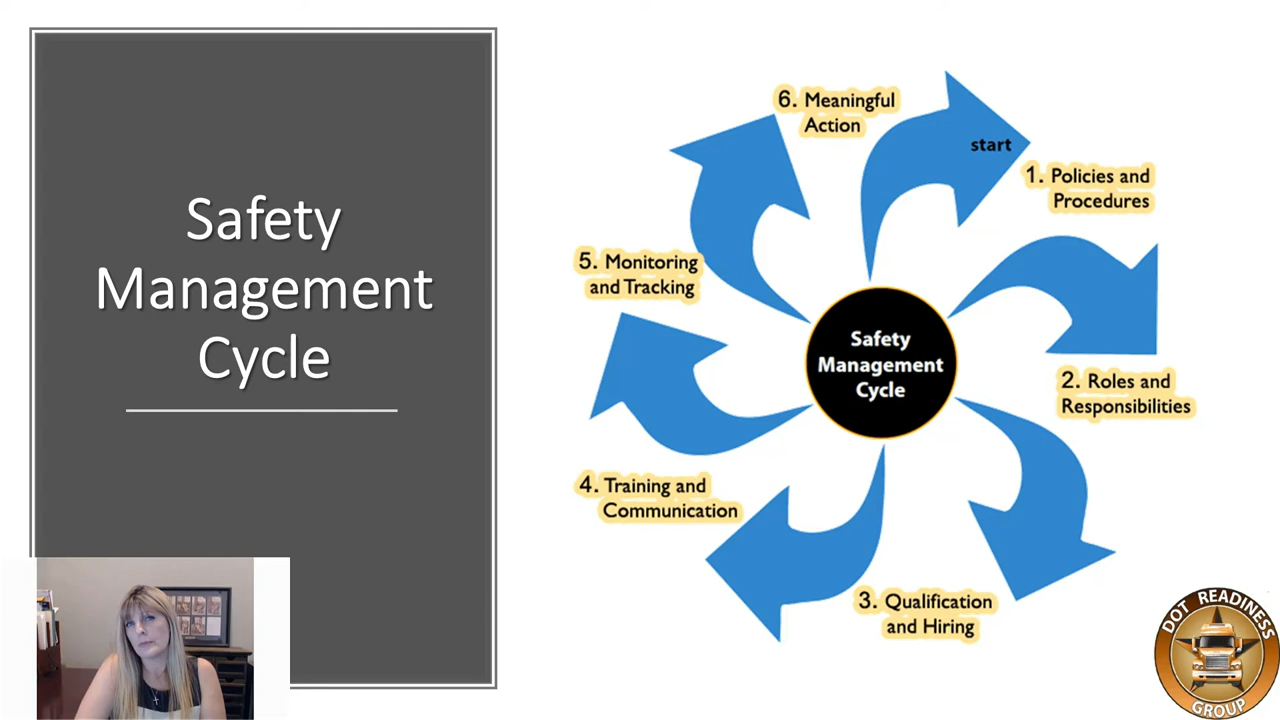 Safety
Management
Cycle
6. Meaningful
Action
start
1. Policies and
Procedures
5. Monitoring
and Tracking
Safety
Management
Cycle
2. Roles and
Responsibilities
4. Training and
Communication
3. Qualification
and Hiring
DOT READINESS
GROUP